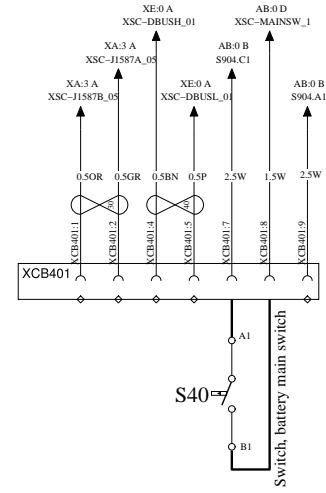 XE:0 A
XSC-DBUSH_01
AB:0 D
XSC-MAINSW_1
XA:3 A
XSC-J1587A_05
AB:0 B
S904.C1
XA:3 A
XSC-J1587B_05
XE:0 A
XSC-DBUSL_01
AB:0 B
S904.A1
0.5OR
0.5GR
0.5BN
0.5P
2.5W
1.5W
2.5W
30
40
XCB401:1
XCB401:2
XCB401:4
XCB401:5
XCB401:7
XCB401:8
XCB401:9
XCB401
A1
S40
B1
Switch, battery main switch